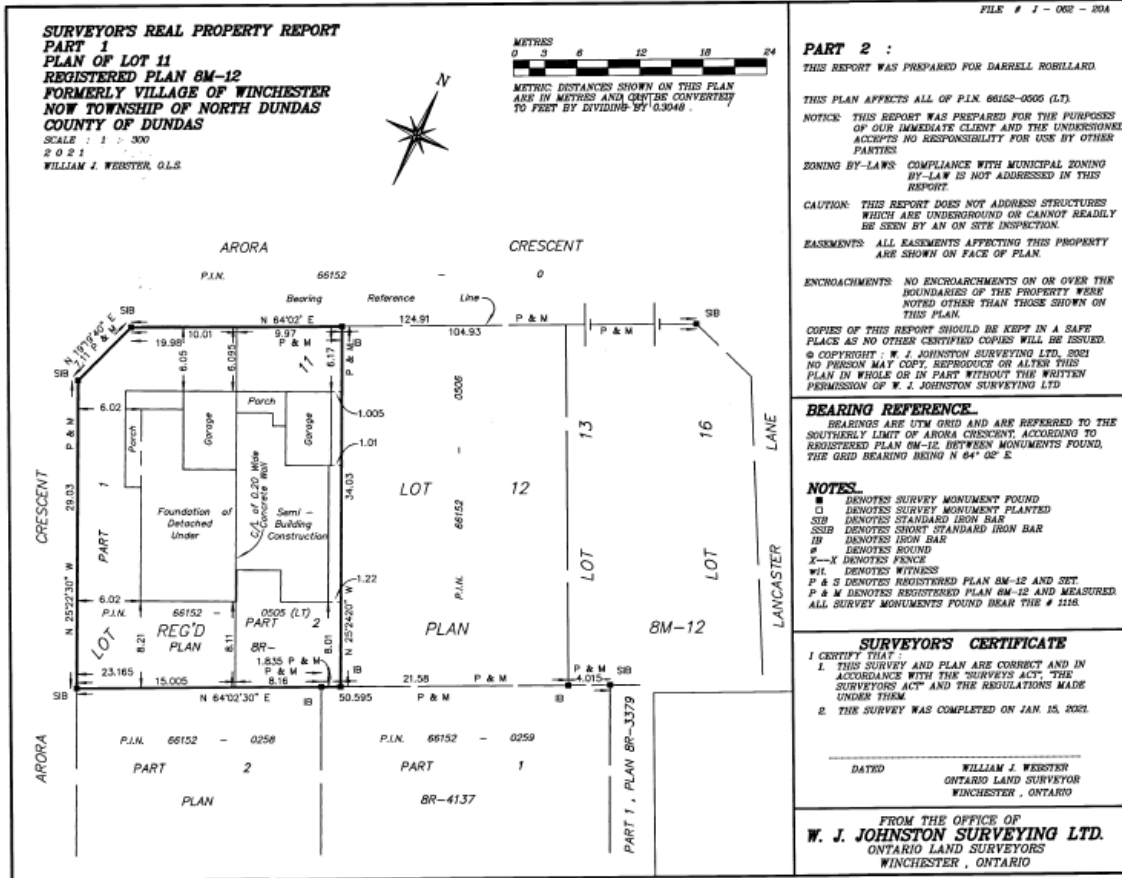 FILE # J - 062 - 20A
SURVEYOR'S REAL PROPERTY REPORT
PART 1
PLAN OF LOT 11
REGISTERED PLAN 8M-12
FORMERLY VILLAGE OF WINCHESTER
NOW TOWNSHIP OF NORTH DUNDAS
COUNTY OF DUNDAS
SCALE : 1 : 300
2021
WILLIAM J. WEBSTER, O.L.S.
METRES
0 3 6 12 18 24
METRIC: DISTANCES SHOWN ON THIS PLAN
ARE IN METRES AND CAN BE CONVERTED
TO FEET BY DIVIDING BY 0.3048 .
N
ARORA CRESCENT
P.I.N. 66152 - 0
Bearing Reference Line
SIB
N 64°02' E
124.91
P & M
SIB
10.01
9.97
104.93
P & M
19.98
P & M
IB
N 19°19'40" E
7.11 P & M
SIB
6.05
6.095
11
6.17
P & M
0506
6.02
Porch
1.005
Porch
Garage
Garage
1.01
P & M
CRESCENT
29.03
PART 1
C/L of 0.20 Wide
Concrete Wall
34.03
LOT 12
-
66152
P.I.N.
LOT 13
LOT 16
LANE
LANCASTER
Foundation of
Detached
Under
Semi -
Building
Construction
N 25°22'30" W
1.22
6.02
P.I.N. 66152 - 0505 (LT)
LOT
REG'D
PLAN
PART 2
8R-
8.21
8.11
8.01
N 25°24'20" W
PLAN
8M-12
1.835 P & M
23.165
P & M
IB
21.58
P & M
P & M
4.015
SIB
SIB
15.005
8.16
N 64°02'30" E
IB
50.595
P & M
IB
ARORA
P.I.N. 66152 - 0258
PART 2
PLAN
P.I.N. 66152 - 0259
PART 1
8R-4137
PART 1 , PLAN 8R-3379
PART 2 :
THIS REPORT WAS PREPARED FOR DARRELL ROBILLARD.
THIS PLAN AFFECTS ALL OF P.I.N. 66152-0505 (LT).
NOTICE: THIS REPORT WAS PREPARED FOR THE PURPOSES
OF OUR IMMEDIATE CLIENT AND THE UNDERSIGNED
ACCEPTS NO RESPONSIBILITY FOR USE BY OTHER
PARTIES.
ZONING BY-LAWS: COMPLIANCE WITH MUNICIPAL ZONING
BY-LAW IS NOT ADDRESSED IN THIS
REPORT.
CAUTION: THIS REPORT DOES NOT ADDRESS STRUCTURES
WHICH ARE UNDERGROUND OR CANNOT READILY
BE SEEN BY AN ON SITE INSPECTION.
EASEMENTS: ALL EASEMENTS AFFECTING THIS PROPERTY
ARE SHOWN ON FACE OF PLAN.
ENCROACHMENTS: NO ENCROARCHMENTS ON OR OVER THE
BOUNDARIES OF THE PROPERTY WERE
NOTED OTHER THAN THOSE SHOWN ON
THIS PLAN.
COPIES OF THIS REPORT SHOULD BE KEPT IN A SAFE
PLACE AS NO OTHER CERTIFIED COPIES WILL BE ISSUED.
© COPYRIGHT : W. J. JOHNSTON SURVEYING LTD., 2021
NO PERSON MAY COPY, REPRODUCE OR ALTER THIS
PLAN IN WHOLE OR IN PART WITHOUT THE WRITTEN
PERMISSION OF W. J. JOHNSTON SURVEYING LTD
BEARING REFERENCE...
BEARINGS ARE UTM GRID AND ARE REFERRED TO THE
SOUTHERLY LIMIT OF ARORA CRESCENT, ACCORDING TO
REGISTERED PLAN 8M-12, BETWEEN MONUMENTS FOUND,
THE GRID BEARING BEING N 64° 02' E.
NOTES...
■ DENOTES SURVEY MONUMENT FOUND
□ DENOTES SURVEY MONUMENT PLANTED
SIB DENOTES STANDARD IRON BAR
SSIB DENOTES SHORT STANDARD IRON BAR
IB DENOTES IRON BAR
ø DENOTES ROUND
X---X DENOTES FENCE
wit. DENOTES WITNESS
P & S DENOTES REGISTERED PLAN 8M-12 AND SET.
P & M DENOTES REGISTERED PLAN 8M-12 AND MEASURED.
ALL SURVEY MONUMENTS FOUND BEAR THE # 1116.
SURVEYOR'S CERTIFICATE
I CERTIFY THAT :
1. THIS SURVEY AND PLAN ARE CORRECT AND IN
ACCORDANCE WITH THE "SURVEYS ACT", "THE
SURVEYORS ACT" AND THE REGULATIONS MADE
UNDER THEM.
2. THE SURVEY WAS COMPLETED ON JAN. 15, 2021.
DATED WILLIAM J. WEBSTER
ONTARIO LAND SURVEYOR
WINCHESTER , ONTARIO
FROM THE OFFICE OF
W. J. JOHNSTON SURVEYING LTD.
ONTARIO LAND SURVEYORS
WINCHESTER , ONTARIO